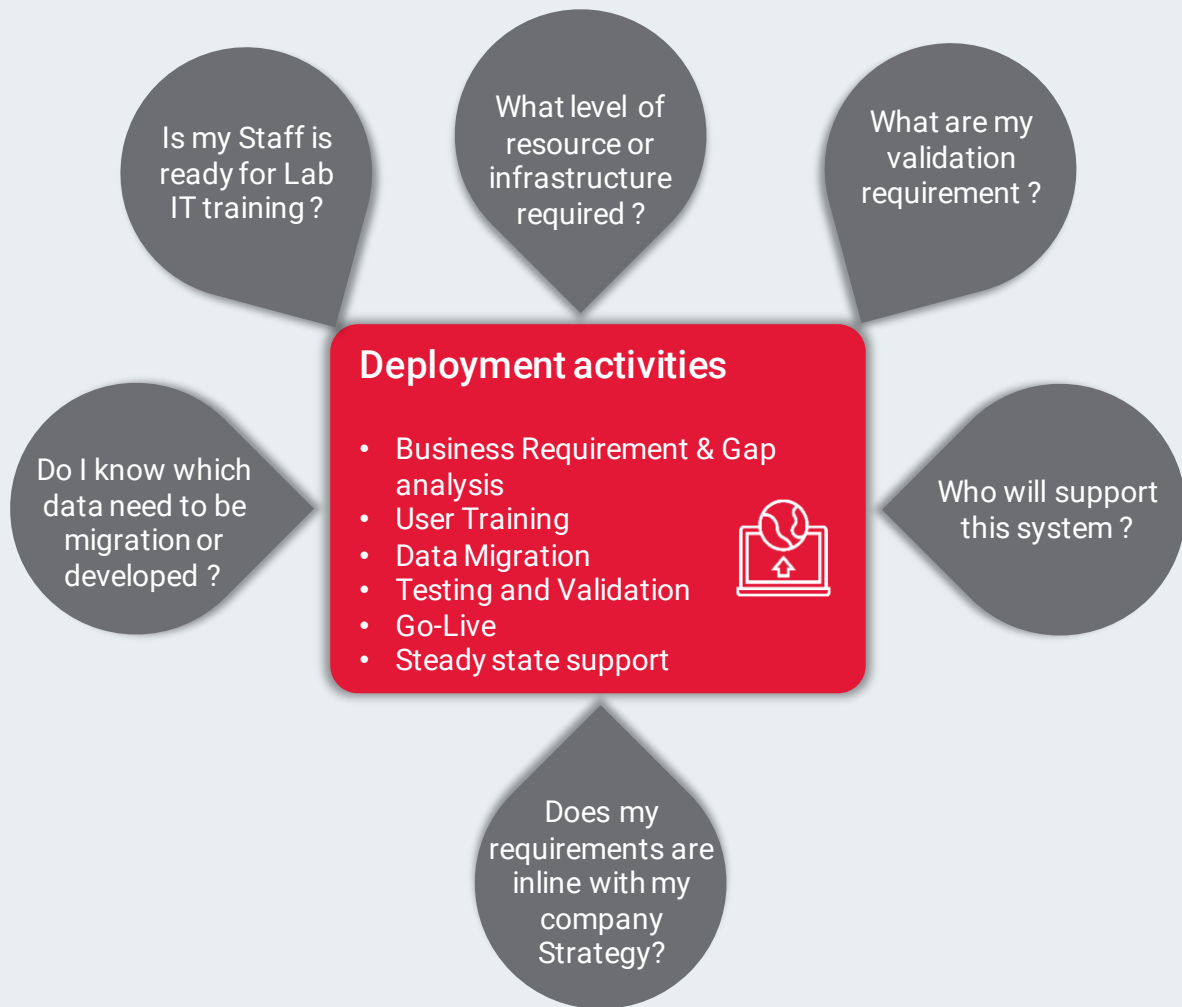 Is my Staff is
ready for Lab
IT training ?
What level of
resource or
infrastructure
required ?
What are my
validation
requirement ?
Do I know which
data need to be
migration or
developed ?
Deployment activities
• Business Requirement & Gap
analysis
• User Training
• Data Migration
• Testing and Validation
• Go-Live
• Steady state support
Who will support
this system ?
Does my
requirements are
inline with my
company
Strategy?